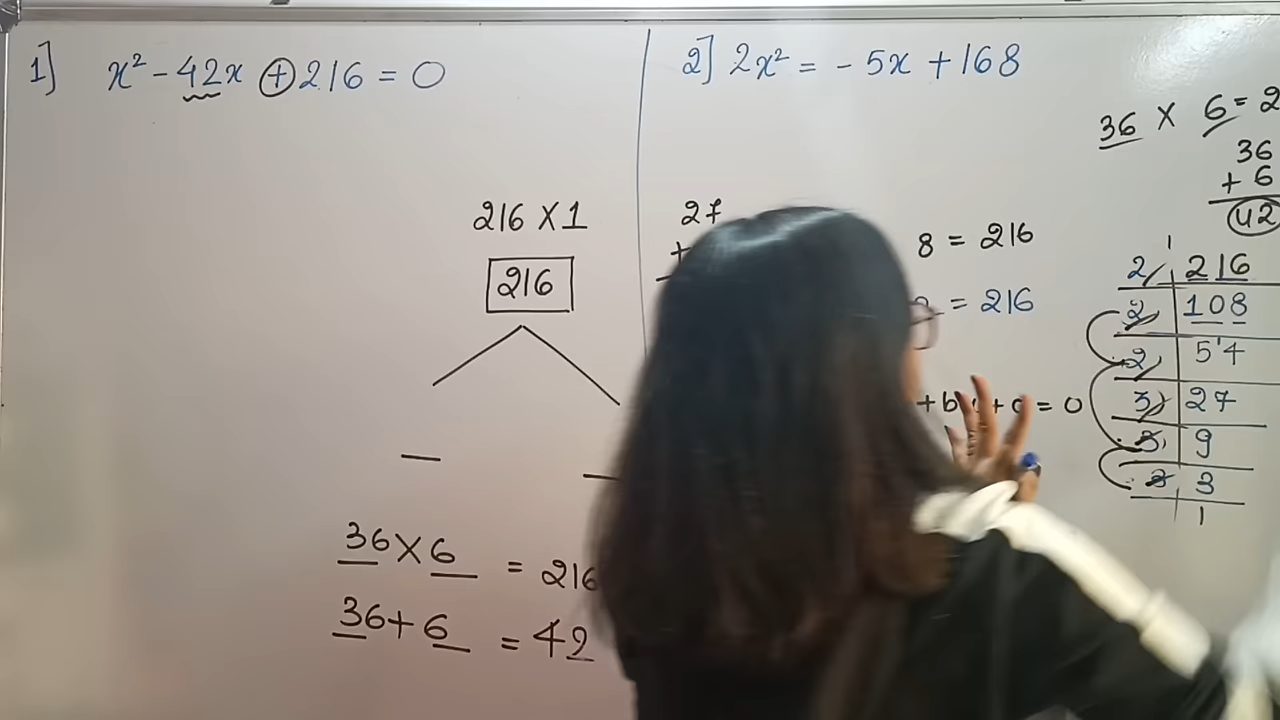 1] x² - 42x + 216 = 0
216 X 1
216
36 X 6 = 216
36 + 6 = 42
2] 2x² = - 5x + 168
27
+
8 = 216
= 216
+ b
+ c = 0
36 X 6 = 2
36
+ 6
42
1
2 216
2 108
2 54
3 27
3 9
3 3
1